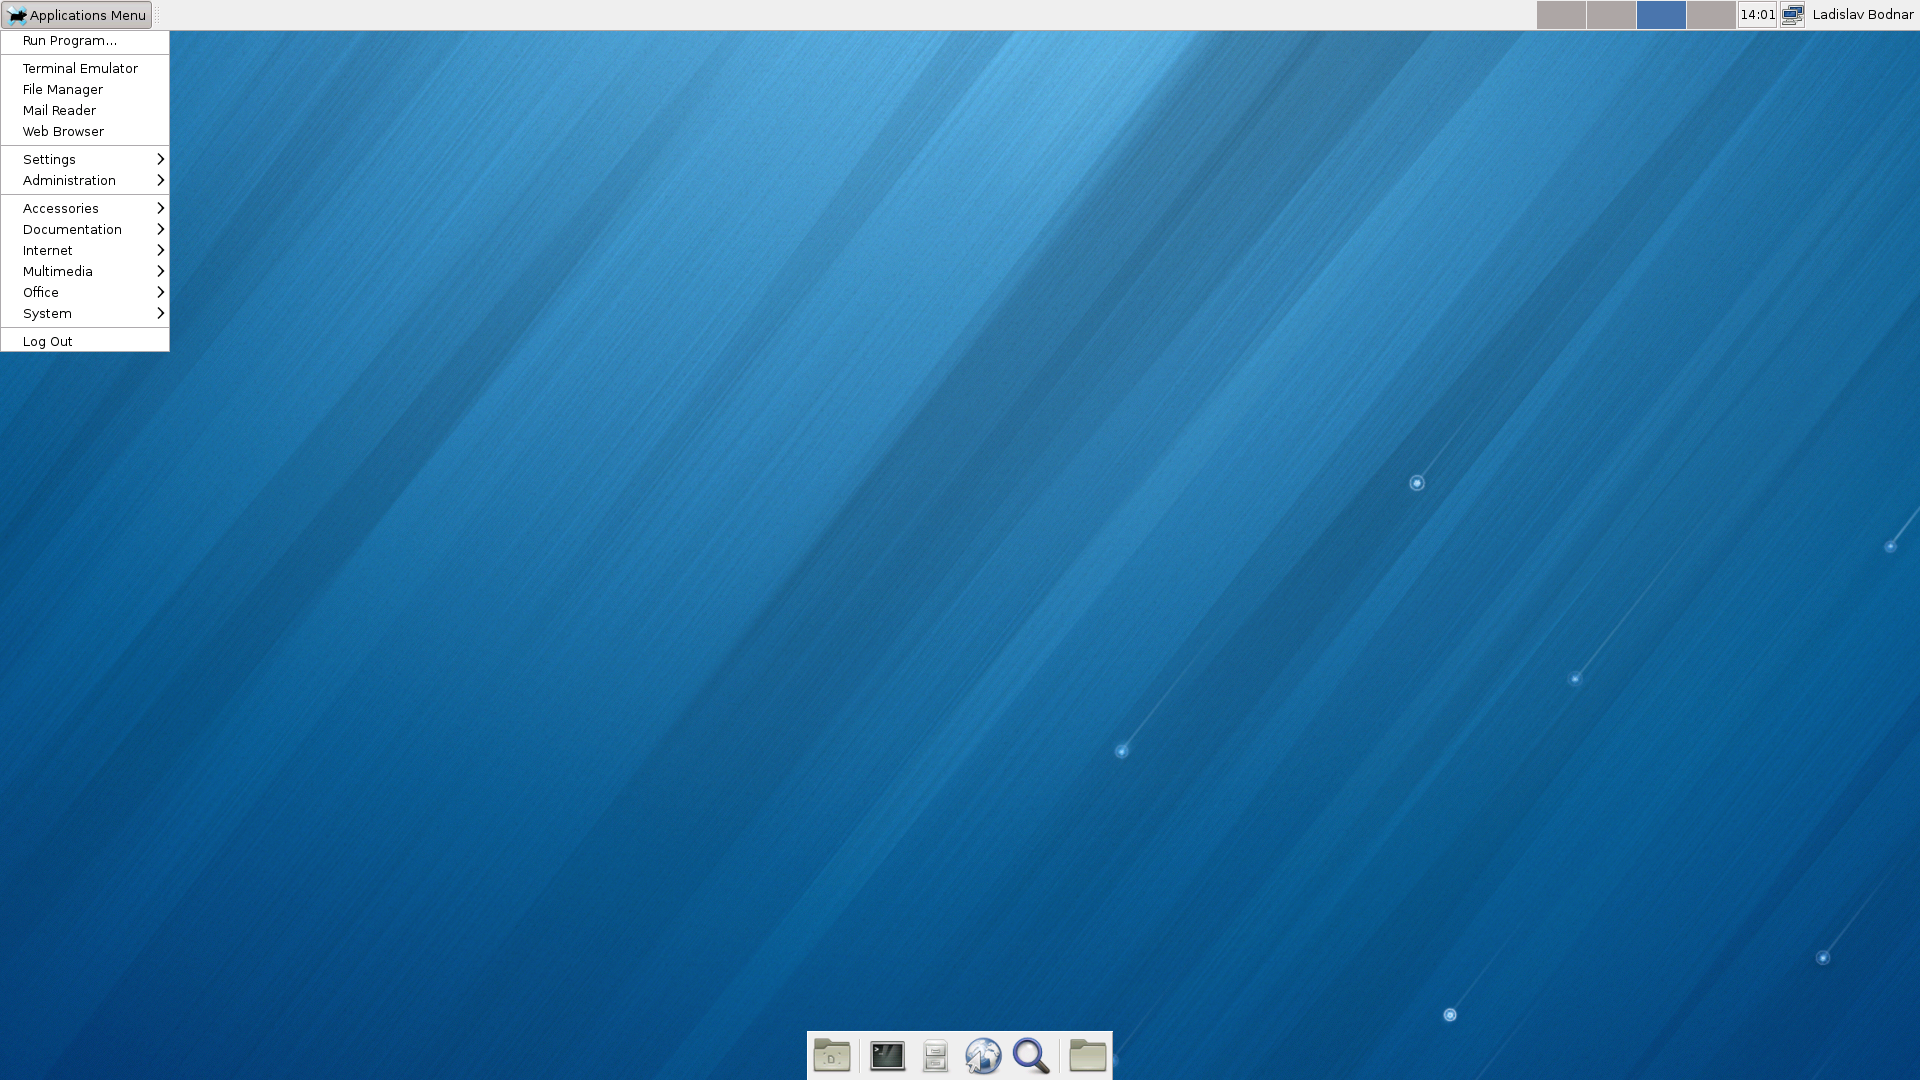 Applications Menu
14:01
Ladislav Bodnar
Run Program...
Terminal Emulator
File Manager
Mail Reader
Web Browser
Settings
Administration
Accessories
Documentation
Internet
Multimedia
Office
System
Log Out